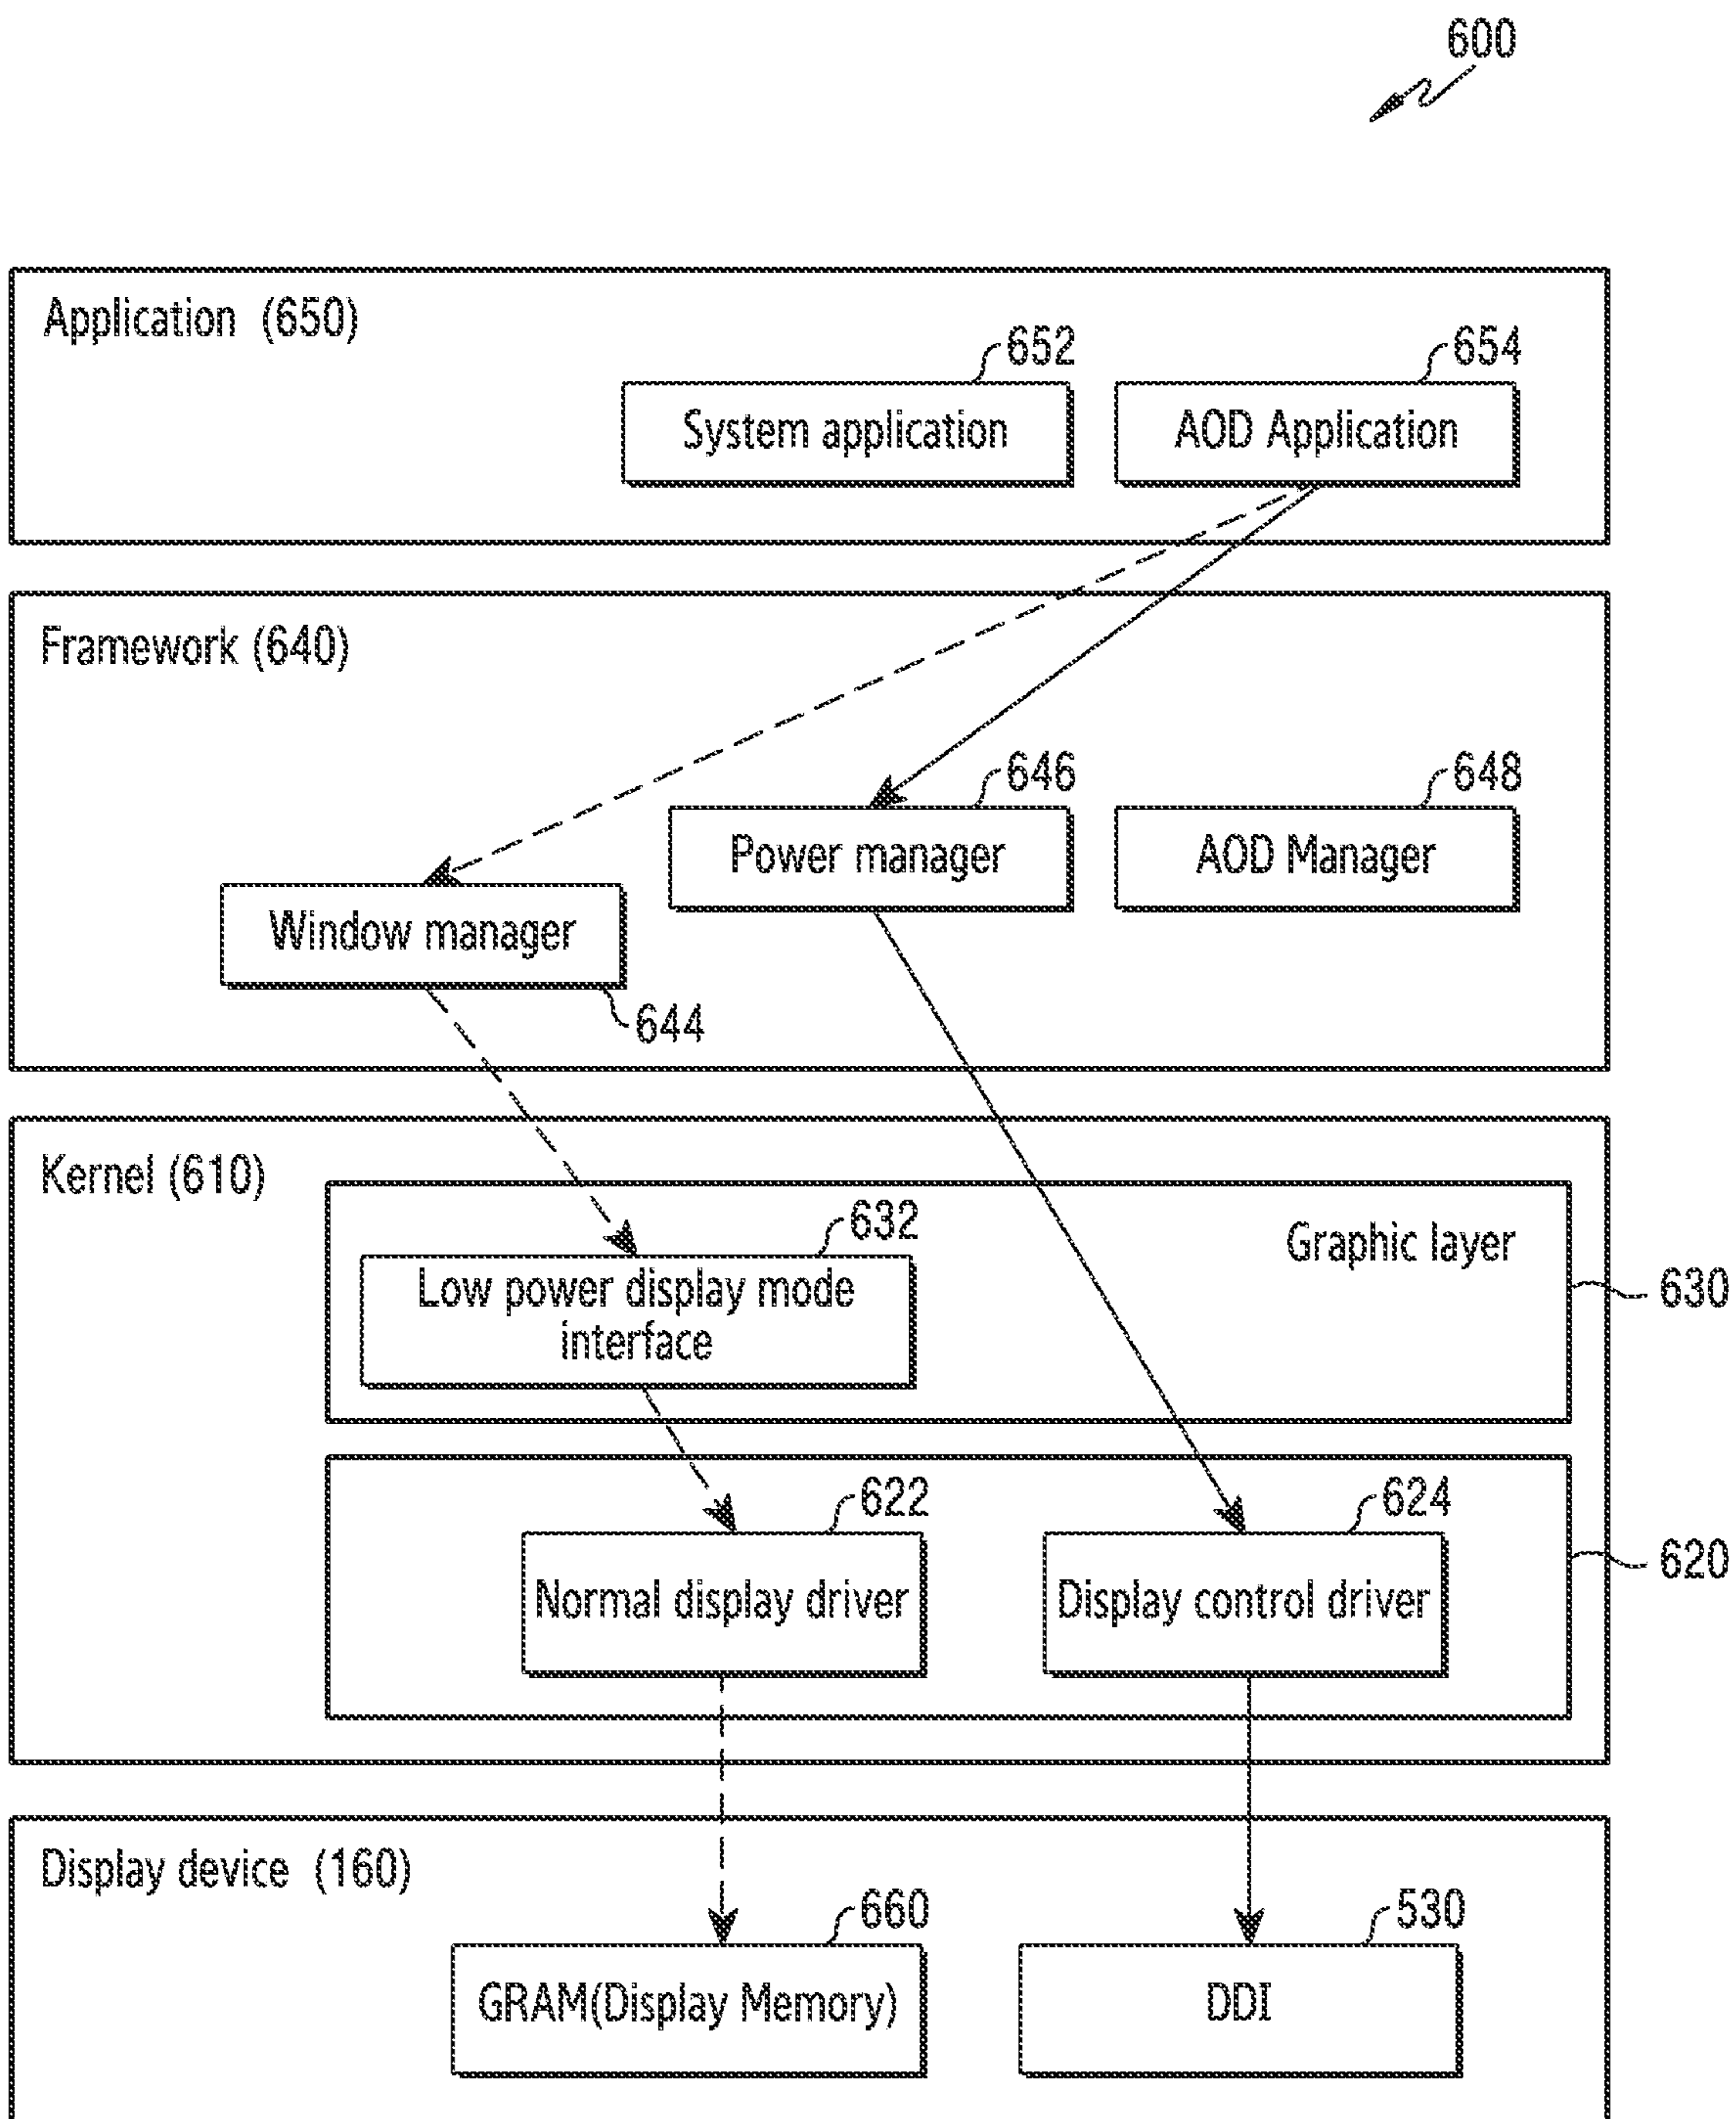 600
Application (650)
652
654
System application
AOD Application
Framework (640)
646
648
Power manager
AOD Manager
Window manager
644
Kernel (610)
632
Graphic layer
Low power display mode
interface
630
622
624
620
Normal display driver
Display control driver
Display device (160)
660
530
GRAM(Display Memory)
DDI